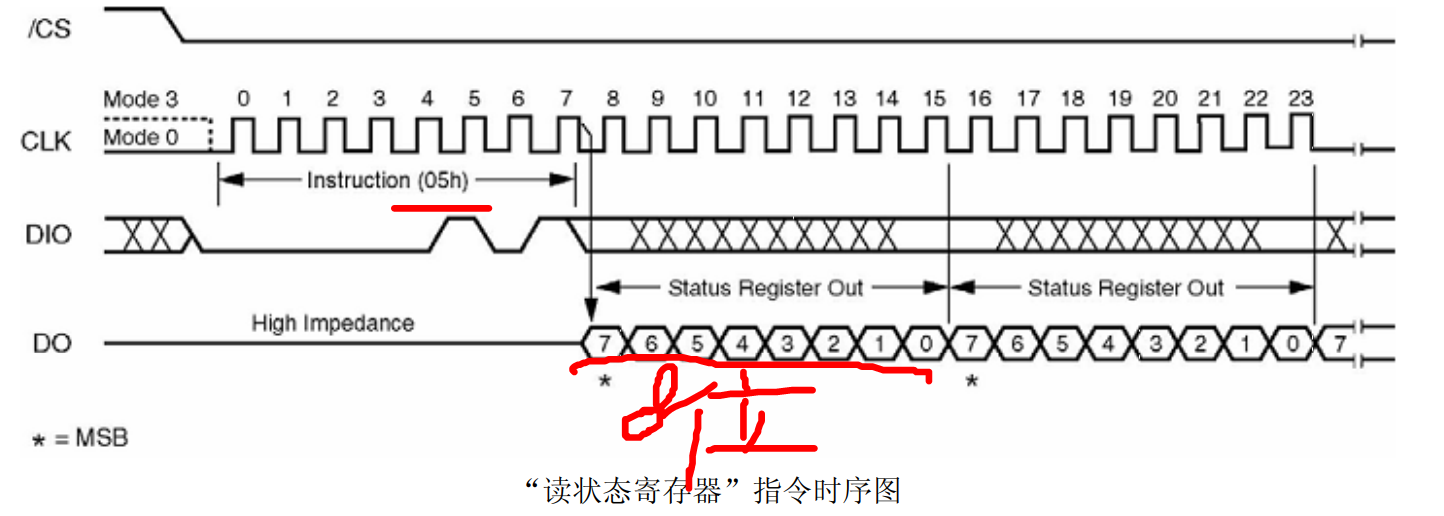 /CS
Mode 3 0 1 2 3 4 5 6 7 8 9 10 11 12 13 14 15 16 17 18 19 20 21 22 23
CLK Mode 0
Instruction (05h)
DIO
Status Register Out Status Register Out
High Impedance
DO 7 6 5 4 3 2 1 0 7 6 5 4 3 2 1 0 7
* *
8位
* = MSB
“读状态寄存器”指令时序图